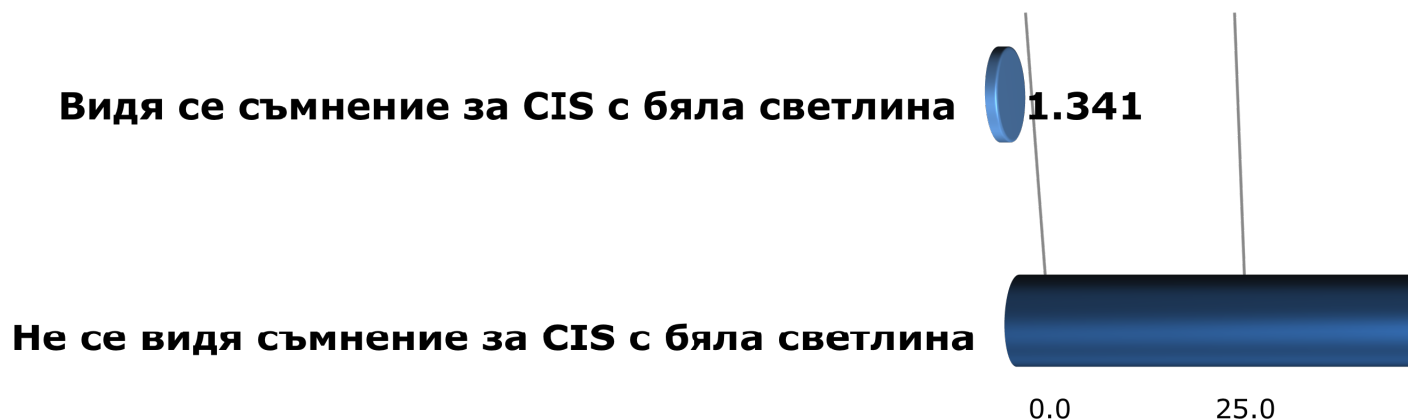 Видя се съмнение за CIS с бяла светлина 1.341
Не се видя съмнение за CIS с бяла светлина
0.0 25.0